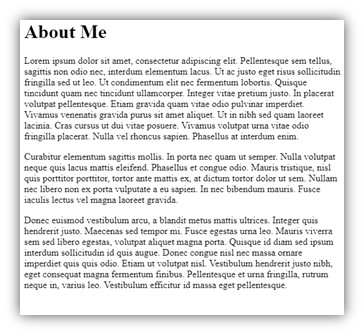 About Me
Lorem ipsum dolor sit amet, consectetur adipiscing elit. Pellentesque sem tellus,
sagittis non odio nec, interdum elementum lacus. Ut ac justo eget risus sollicitudin
fringilla sed ut leo. Ut condimentum elit nec fermentum lobortis. Quisque
tincidunt quam nec tincidunt ullamcorper. Integer vitae pretium justo. In placerat
volutpat pellentesque. Etiam gravida quam vitae odio pulvinar imperdiet.
Vivamus venenatis gravida purus sit amet aliquet. Ut in nibh sed quam laoreet
lacinia. Cras cursus ut dui vitae posuere. Vivamus volutpat urna vitae odio
fringilla placerat. Nulla vel rhoncus sapien. Phasellus at interdum enim.
Curabitur elementum sagittis mollis. In porta nec quam ut semper. Nulla volutpat
neque quis lacus mattis eleifend. Phasellus et congue odio. Mauris tristique, nisl
quis porttitor porttitor, tortor ante mattis ex, at dictum tortor dolor ut sem. Nullam
nec libero non ex porta vulputate a eu sapien. In nec bibendum mauris. Fusce
iaculis lectus vel magna laoreet gravida.
Donec euismod vestibulum arcu, a blandit metus mattis ultrices. Integer quis
hendrerit justo. Maecenas sed tempor mi. Fusce egestas urna leo. Mauris viverra
sem sed libero egestas, volutpat aliquet magna porta. Quisque id diam sed ipsum
interdum sollicitudin id quis augue. Donec congue nisl nec massa ornare
imperdiet quis quis odio. Etiam ut volutpat nisl. Vestibulum hendrerit justo nibh,
eget consequat magna fermentum finibus. Pellentesque et urna fringilla, rutrum
neque in, varius leo. Vestibulum efficitur id massa eget pellentesque.